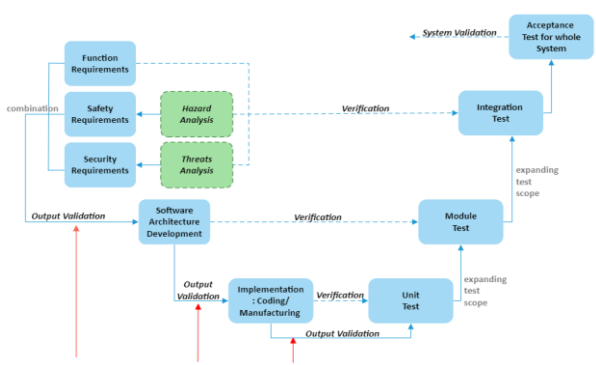 System Validation
Acceptance
Test for whole
System
Function
Requirements
combination
Safety
Requirements
Hazard
Analysis
Verification
Integration
Test
Security
Requirements
Threats
Analysis
expanding
test
scope
Output Validation
Software
Architecture
Development
Verification
Module
Test
Output
Validation
Implementation
: Coding/
Manufacturing
Verification
Unit
Test
expanding
test
scope
Output Validation